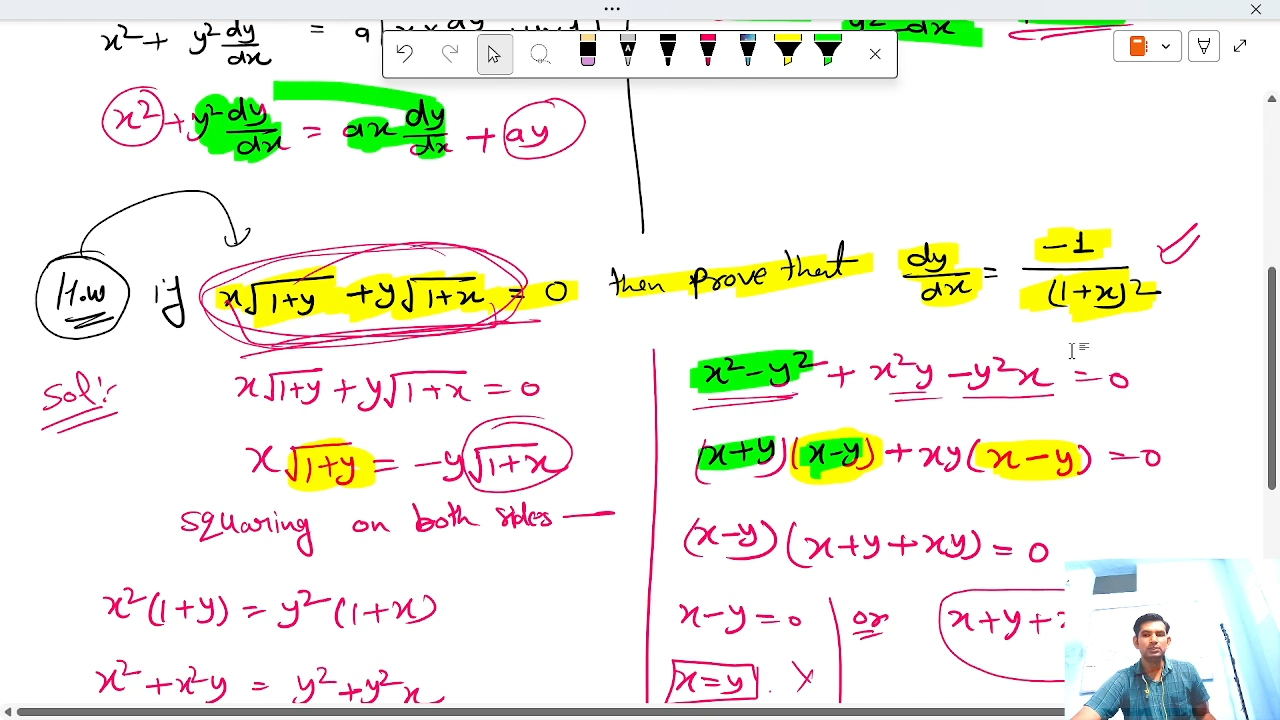 x² + y² dy/dx = a
y² dx
x² + y² dy/dx = ax dy/dx + ay
H.w if x√1+y + y√1+x = 0 then prove that dy/dx = -1/(1+x)²
Sol:
x√1+y + y√1+x = 0
x√1+y = -y√1+x
squaring on both sides —
x²(1+y) = y²(1+x)
x² + x²y = y² + y²x
x² - y² + x²y - y²x = 0
(x+y)(x-y) + xy(x-y) = 0
(x-y)(x+y+xy) = 0
x-y = 0 or x+y+
x=y. ×